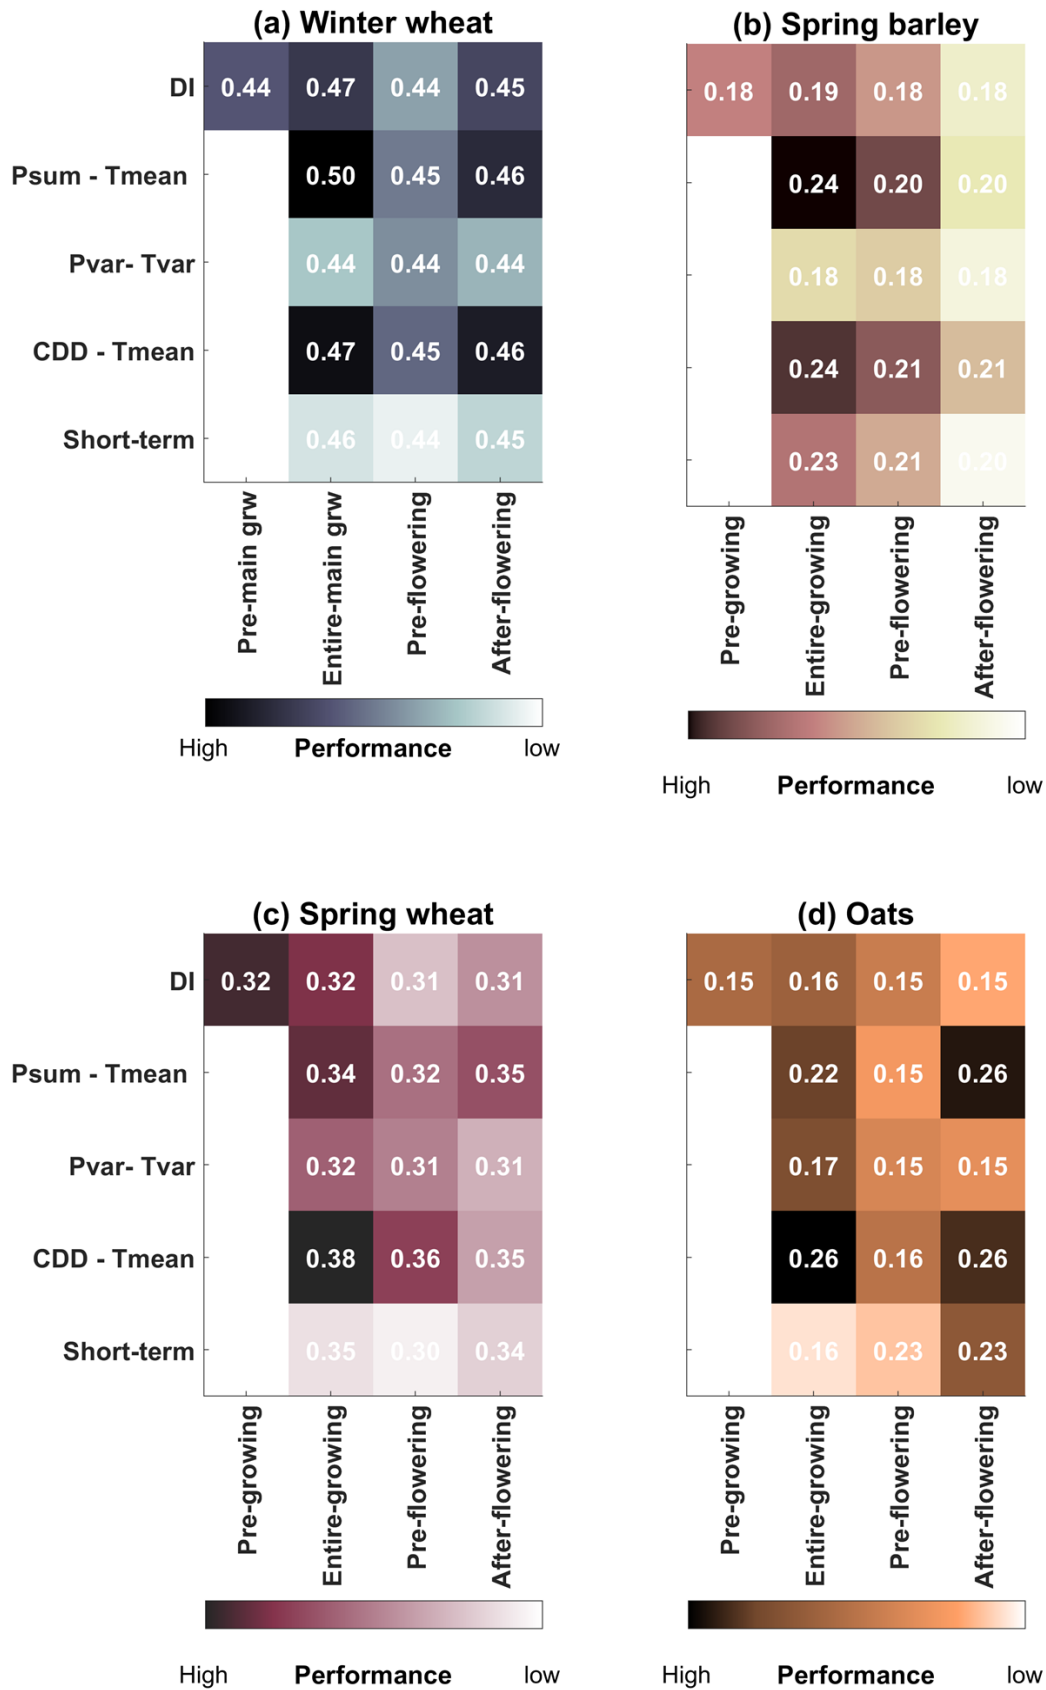 (a) Winter wheat
DI
0.44 0.47 0.44 0.45
Psum - Tmean
0.50 0.45 0.46
Pvar- Tvar
0.44 0.44 0.44
CDD - Tmean
0.47 0.45 0.46
Short-term
0.46 0.44 0.45
Pre-main grw
Entire-main grw
Pre-flowering
After-flowering
High Performance low
(b) Spring barley
0.18 0.19 0.18 0.18
0.24 0.20 0.20
0.18 0.18 0.18
0.24 0.21 0.21
0.23 0.21 0.20
Pre-growing
Entire-growing
Pre-flowering
After-flowering
High Performance low
(c) Spring wheat
DI
0.32 0.32 0.31 0.31
Psum - Tmean
0.34 0.32 0.35
Pvar- Tvar
0.32 0.31 0.31
CDD - Tmean
0.38 0.36 0.35
Short-term
0.35 0.30 0.34
Pre-growing
Entire-growing
Pre-flowering
After-flowering
High Performance low
(d) Oats
0.15 0.16 0.15 0.15
0.22 0.15 0.26
0.17 0.15 0.15
0.26 0.16 0.26
0.16 0.23 0.23
Pre-growing
Entire-growing
Pre-flowering
After-flowering
High Performance low